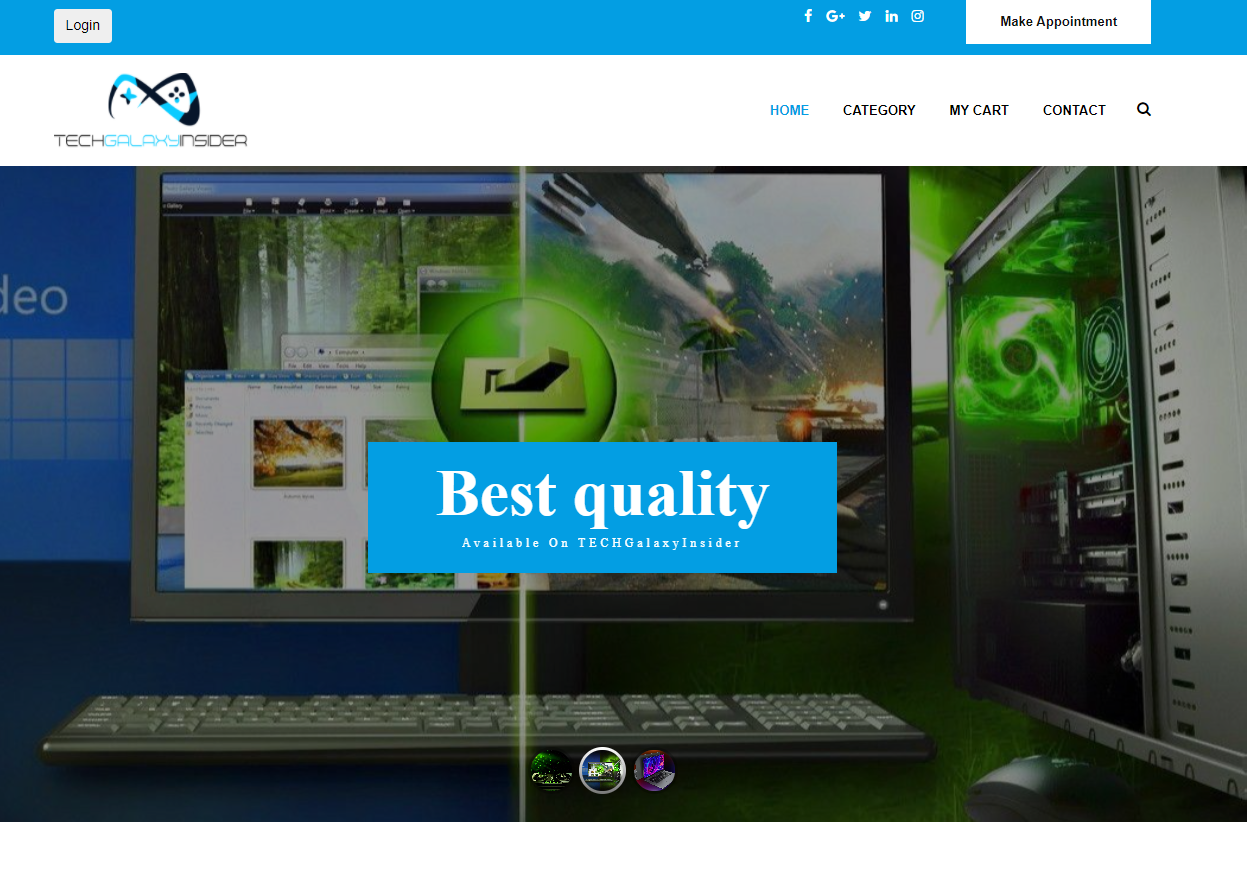 Login
Make Appointment
TECHGALAXYINSIDER
HOME CATEGORY MY CART CONTACT
deo
Best quality
Available On TECHGalaxyInsider